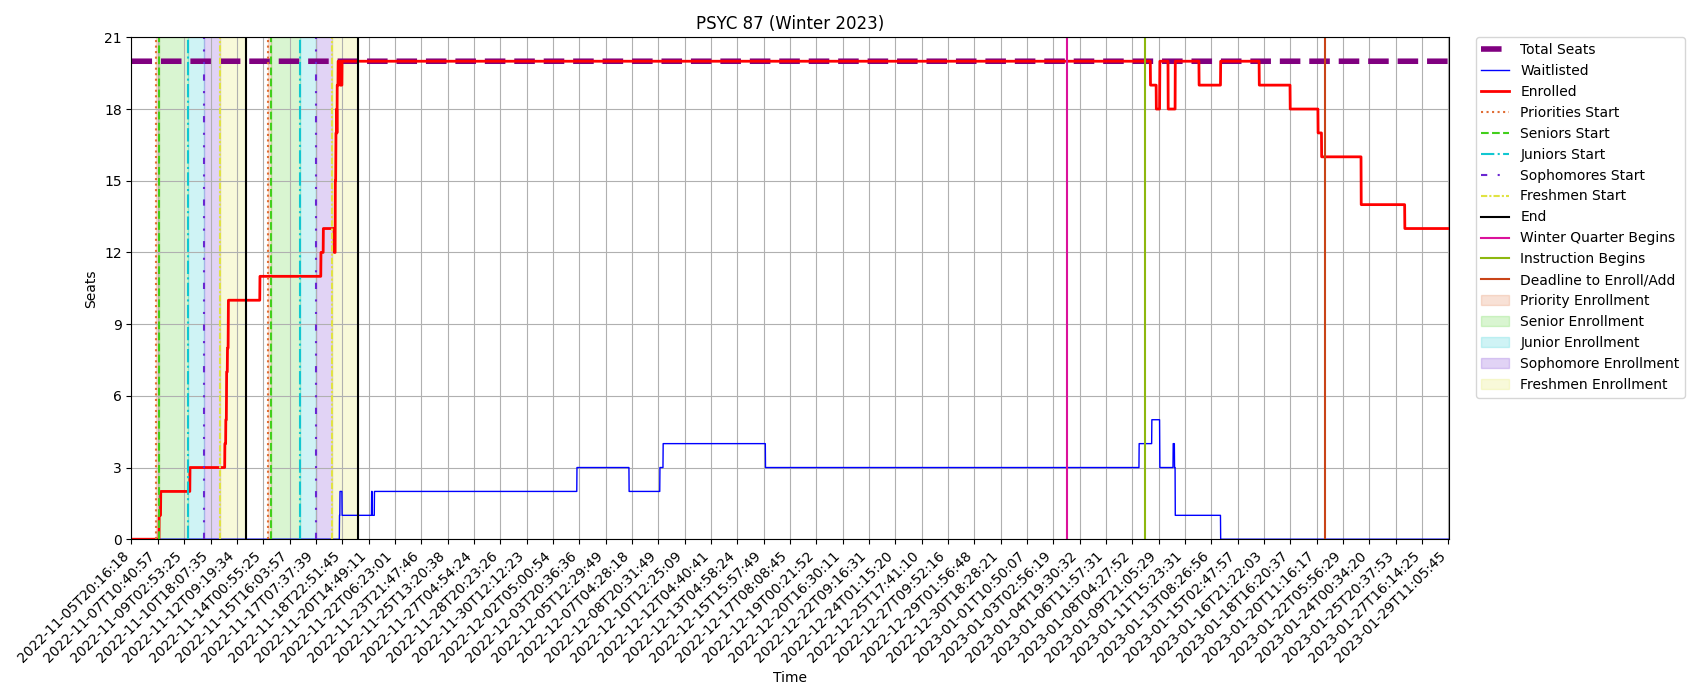 PSYC 87 (Winter 2023)
21
18
15
12
9
6
3
0
Seats
2022-11-05T20:16:18
2022-11-07T10:40:57
2022-11-09T02:53:25
2022-11-10T18:07:35
2022-11-12T09:19:34
2022-11-14T00:55:25
2022-11-15T16:03:57
2022-11-17T07:37:39
2022-11-18T22:51:45
2022-11-20T14:49:11
2022-11-22T06:23:01
2022-11-23T21:47:46
2022-11-25T13:20:38
2022-11-27T04:54:24
2022-11-28T20:23:26
2022-11-30T12:12:23
2022-12-02T05:00:54
2022-12-03T20:36:36
2022-12-05T12:29:49
2022-12-07T04:28:18
2022-12-08T20:31:49
2022-12-10T12:25:09
2022-12-12T04:40:41
2022-12-13T04:58:24
2022-12-15T15:57:49
2022-12-17T08:08:45
2022-12-19T00:21:52
2022-12-20T16:30:11
2022-12-22T09:16:31
2022-12-24T01:15:20
2022-12-25T17:41:10
2022-12-27T09:52:16
2022-12-29T01:56:48
2022-12-30T18:28:21
2023-01-01T10:50:07
2023-01-03T02:56:19
2023-01-04T19:30:32
2023-01-06T11:57:31
2023-01-08T04:27:52
2023-01-09T21:05:29
2023-01-11T15:23:31
2023-01-13T08:26:56
2023-01-15T02:47:57
2023-01-16T21:22:03
2023-01-18T16:20:37
2023-01-20T11:16:17
2023-01-22T05:56:29
2023-01-24T00:34:20
2023-01-25T20:37:53
2023-01-27T16:14:25
2023-01-29T11:05:45
Time
Total Seats
Waitlisted
Enrolled
Priorities Start
Seniors Start
Juniors Start
Sophomores Start
Freshmen Start
End
Winter Quarter Begins
Instruction Begins
Deadline to Enroll/Add
Priority Enrollment
Senior Enrollment
Junior Enrollment
Sophomore Enrollment
Freshmen Enrollment